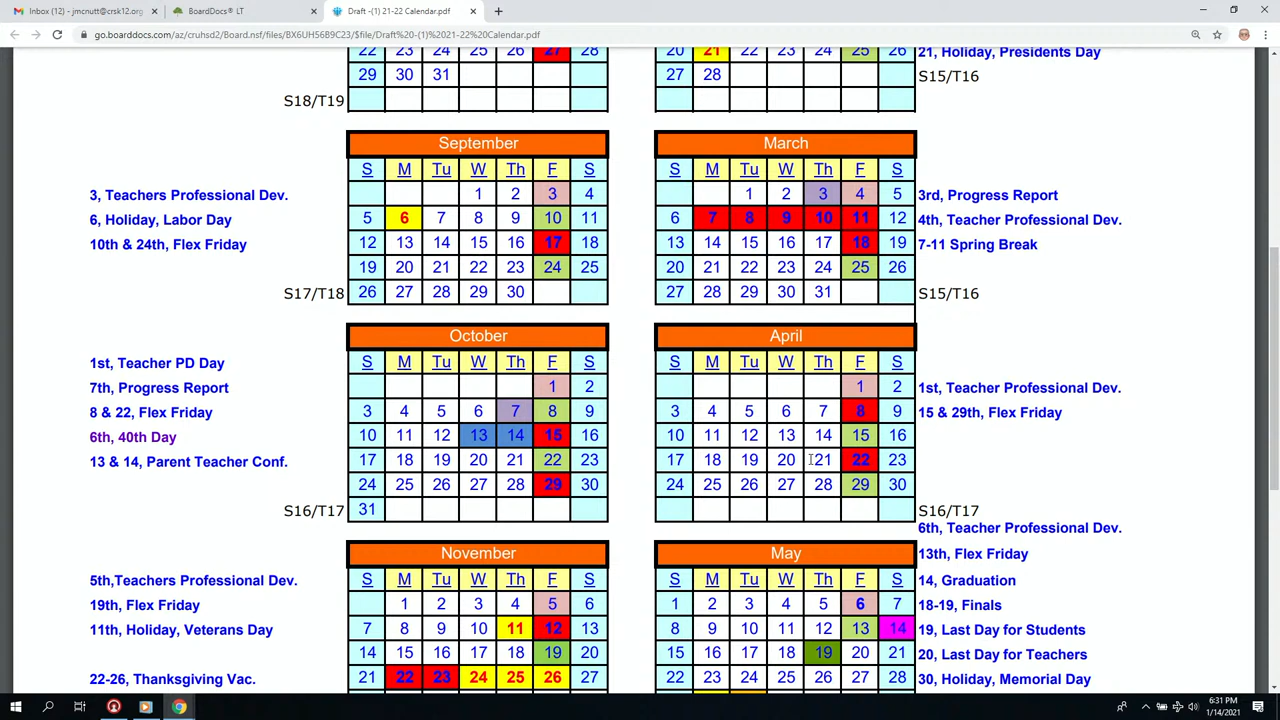 Inbox (12) - jmcnutt@crsk12.org
BoardDocs® LT
Draft -(1) 21-22 Calendar.pdf
go.boarddocs.com/az/cruhsd2/Board.nsf/files/BX6UH56B9C23/$file/Draft%20-(1)%2021-22%20Calendar.pdf
22 23 24 25 26 27 28
29 30 31
S18/T19
20 21 22 23 24 25 26 21, Holiday, Presidents Day
27 28 S15/T16
September
S M Tu W Th F S
3, Teachers Professional Dev. 1 2 3 4
6, Holiday, Labor Day 5 6 7 8 9 10 11
10th & 24th, Flex Friday 12 13 14 15 16 17 18
19 20 21 22 23 24 25
S17/T18 26 27 28 29 30
March
S M Tu W Th F S
1 2 3 4 5 3rd, Progress Report
6 7 8 9 10 11 12 4th, Teacher Professional Dev.
13 14 15 16 17 18 19 7-11 Spring Break
20 21 22 23 24 25 26
27 28 29 30 31 S15/T16
October
1st, Teacher PD Day S M Tu W Th F S
7th, Progress Report 1 2
8 & 22, Flex Friday 3 4 5 6 7 8 9
6th, 40th Day 10 11 12 13 14 15 16
13 & 14, Parent Teacher Conf. 17 18 19 20 21 22 23
24 25 26 27 28 29 30
S16/T17 31
April
S M Tu W Th F S
1 2 1st, Teacher Professional Dev.
3 4 5 6 7 8 9 15 & 29th, Flex Friday
10 11 12 13 14 15 16
17 18 19 20 21 22 23
24 25 26 27 28 29 30
S16/T17
November
5th,Teachers Professional Dev. S M Tu W Th F S
19th, Flex Friday 1 2 3 4 5 6
11th, Holiday, Veterans Day 7 8 9 10 11 12 13
14 15 16 17 18 19 20
22-26, Thanksgiving Vac. 21 22 23 24 25 26 27
6th, Teacher Professional Dev.
May 13th, Flex Friday
S M Tu W Th F S 14, Graduation
1 2 3 4 5 6 7 18-19, Finals
8 9 10 11 12 13 14 19, Last Day for Students
15 16 17 18 19 20 21 20, Last Day for Teachers
22 23 24 25 26 27 28 30, Holiday, Memorial Day
6:31 PM
1/14/2021